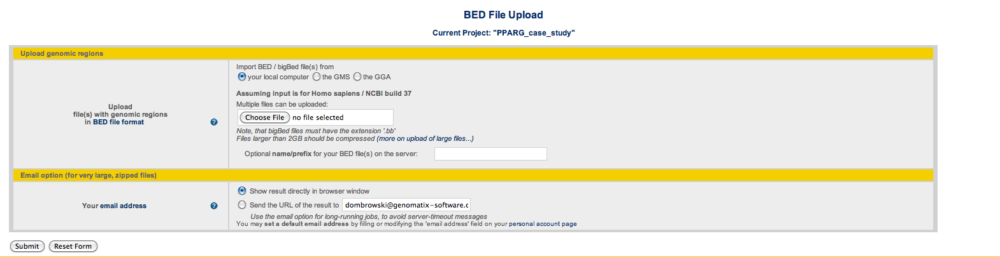 BED File Upload
Current Project: "PPARG_case_study"
Upload genomic regions
Upload
file(s) with genomic regions
in BED file format
?
Import BED / bigBed file(s) from
your local computer the GMS the GGA
Assuming input is for Homo sapiens / NCBI build 37
Multiple files can be uploaded:
Choose File no file selected
Note, that bigBed files must have the extension '.bb'
Files larger than 2GB should be compressed (more on upload of large files...)
Optional name/prefix for your BED file(s) on the server:
Email option (for very large, zipped files)
Your email address
?
Show result directly in browser window
Send the URL of the result to dombrowski@genomatix-software.c
Use the email option for long-running jobs, to avoid server-timeout messages
You may set a default email address by filling or modifying the 'email address' field on your personal account page
Submit Reset Form